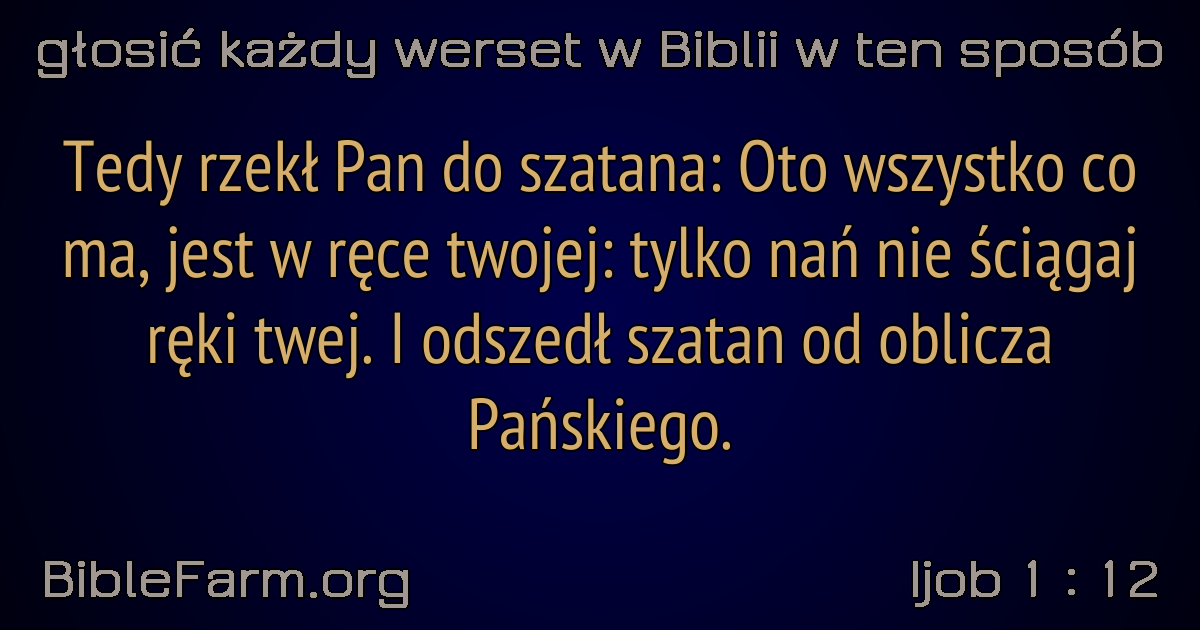 głosić każdy werset w Biblii w ten sposób
Tedy rzekł Pan do szatana: Oto wszystko co
ma, jest w ręce twojej: tylko nań nie ściągaj
ręki twej. I odszedł szatan od oblicza
Pańskiego.
BibleFarm.org
Ijob 1 : 12